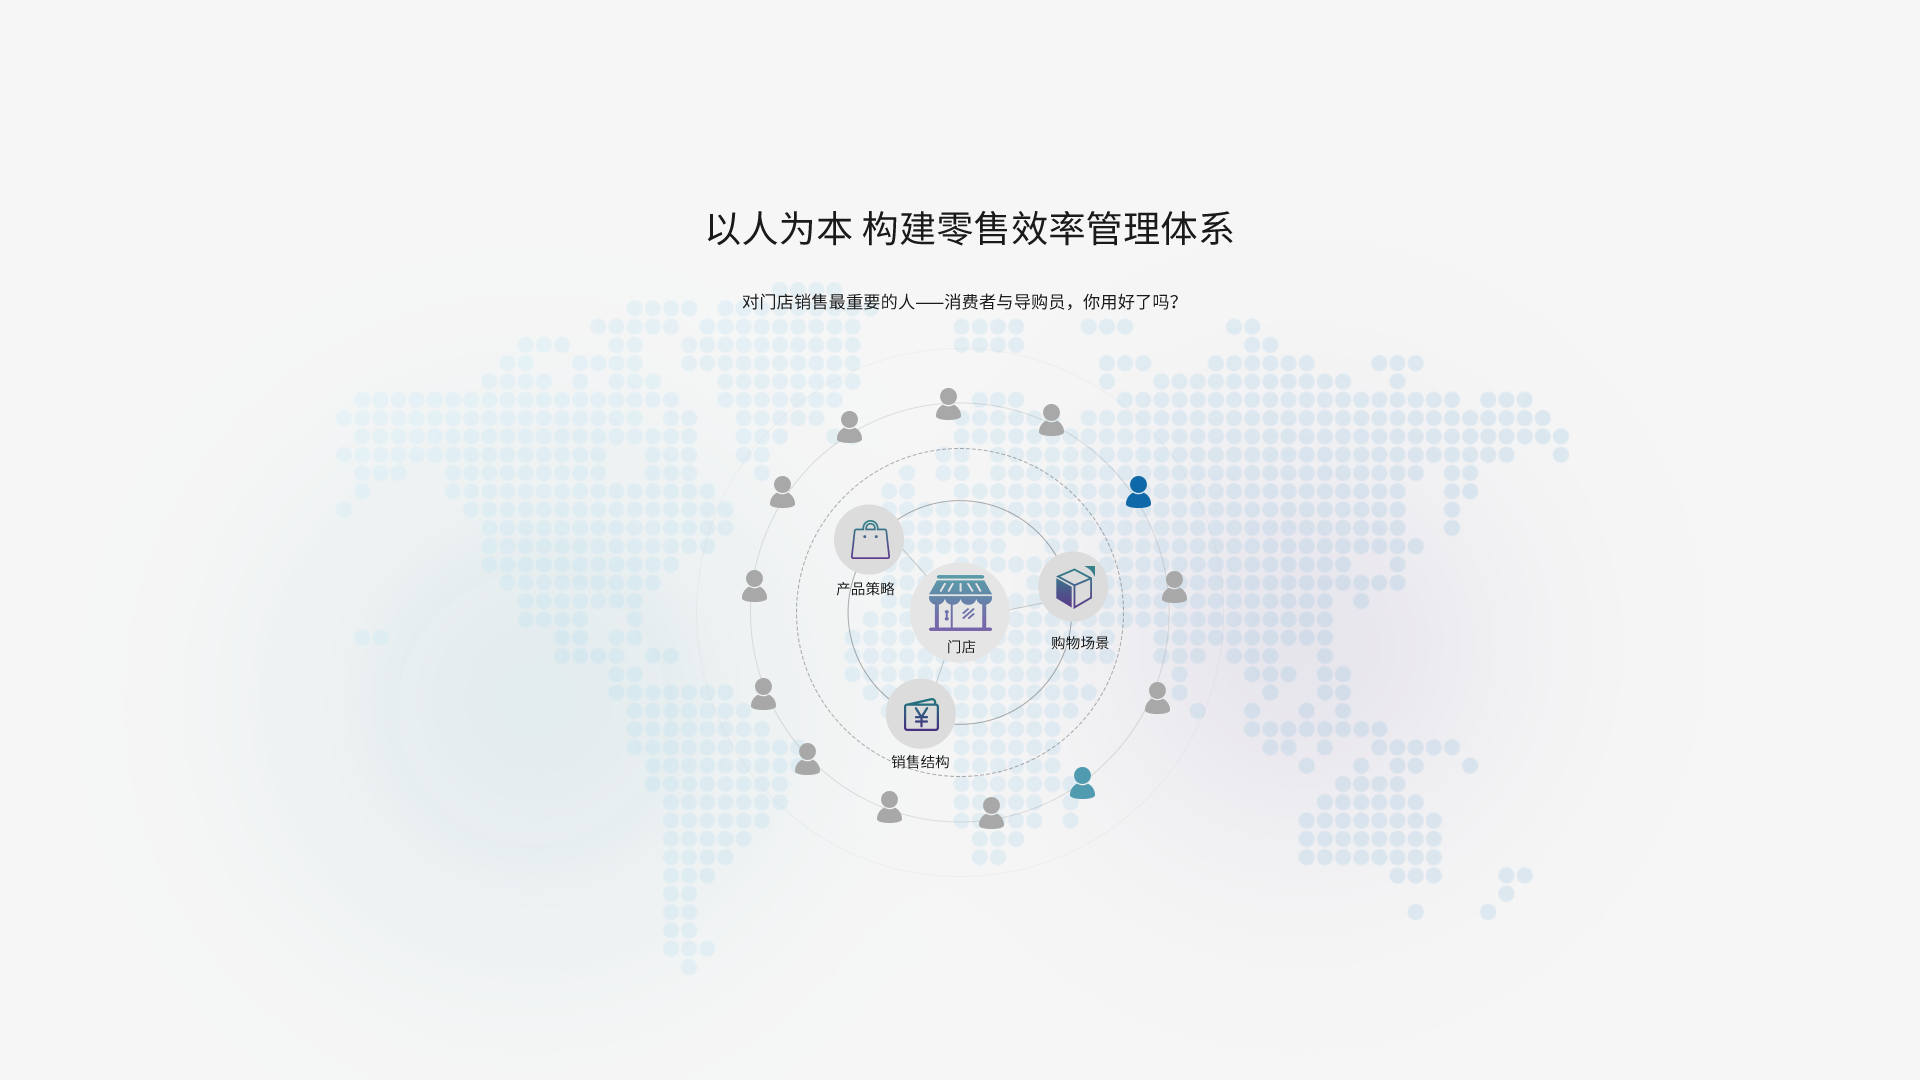 以人为本 构建零售效率管理体系
对门店销售最重要的人——消费者与导购员，你用好了吗?
产品策略
购物场景
门店
销售结构